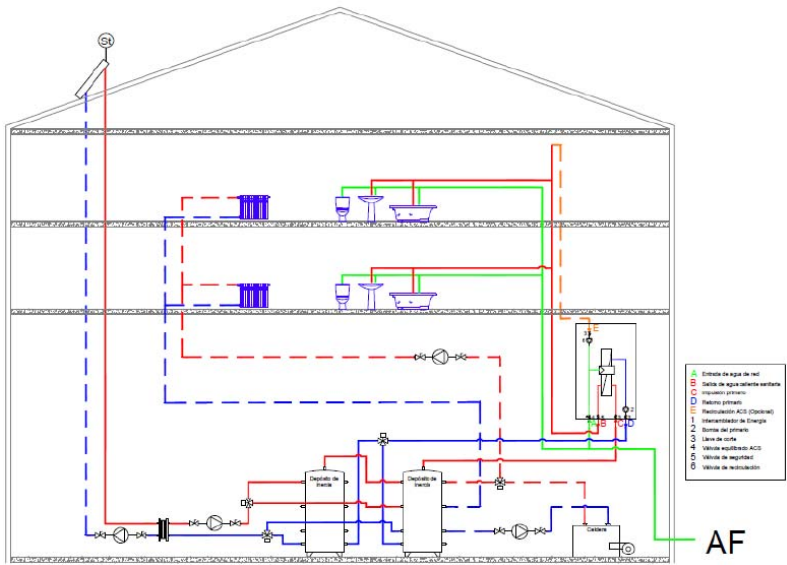 St
E
A
B
C
D
2
Depósito de
inercia
Depósito de
inercia
Caldera
AF
A Entrada de agua de red
B Salida de agua caliente sanitaria
C Impulsión primario
D Retorno primario
E Recirculación ACS (Opcional)
1 Intercambiador de Energía
2 Bomba del primario
3 Llave de corte
4 Válvula equilibrado ACS
5 Válvula de seguridad
6 Válvula de recirculación